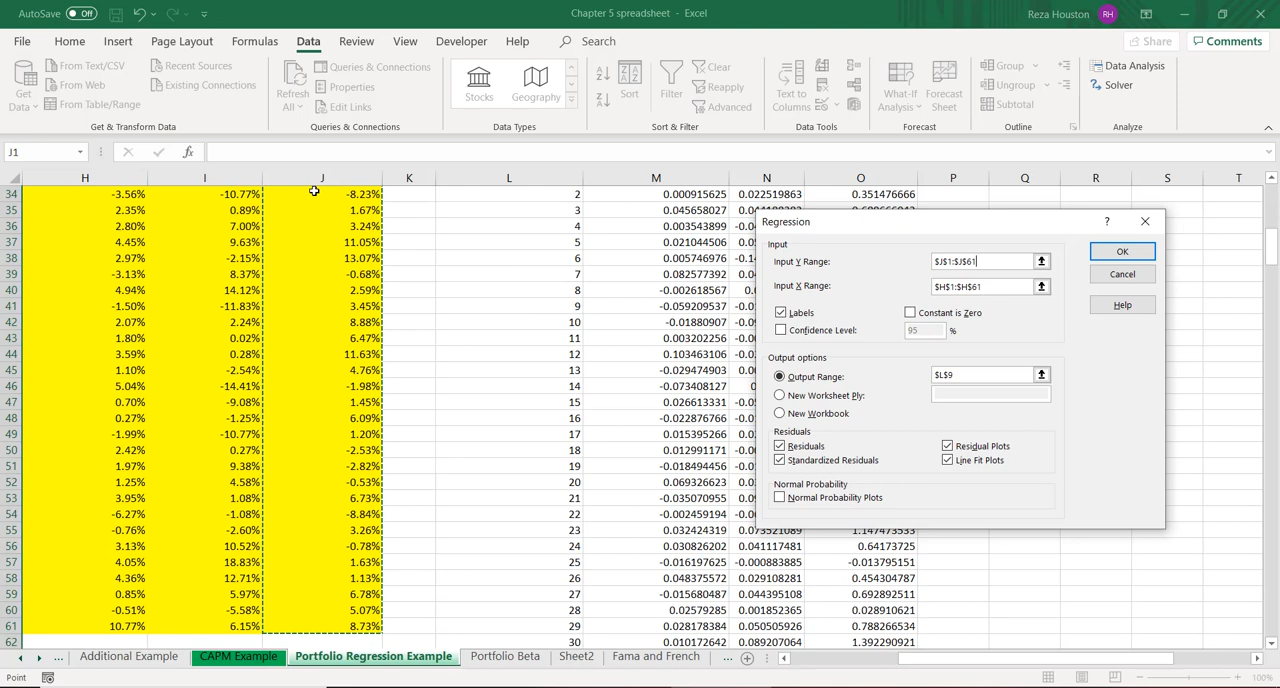 AutoSave Off Chapter 5 spreadsheet - Excel Reza Houston RH
File Home Insert Page Layout Formulas Data Review View Developer Help Search Share Comments
Get Data From Text/CSV From Web From Table/Range Recent Sources Existing Connections
Refresh All Queries & Connections Properties Edit Links
Stocks Geography
Sort Filter Clear Reapply Advanced
Text to Columns What-If Analysis Forecast Sheet
Group Ungroup Subtotal Data Analysis Solver
Get & Transform Data Queries & Connections Data Types Sort & Filter Data Tools Forecast Outline Analyze
J1 fx
H I J K L M N O P Q R S T
34 -3.56% -10.77% -8.23% 2 0.000915625 0.022519863 0.351476666
35 2.35% 0.89% 1.67% 3 0.045658027
36 2.80% 7.00% 3.24% 4 0.003543899
37 4.45% 9.63% 11.05% 5 0.021044506
38 2.97% -2.15% 13.07% 6 0.005746976
39 -3.13% 8.37% -0.68% 7 0.082577392
40 4.94% 14.12% 2.59% 8 -0.002618567
41 -1.50% -11.83% 3.45% 9 -0.059209537
42 2.07% 2.24% 8.88% 10 -0.01880907
43 1.80% 0.02% 6.47% 11 0.003202256
44 3.59% 0.28% 11.63% 12 0.103463106
45 1.10% -2.54% 4.76% 13 -0.029474903
46 5.04% -14.41% -1.98% 14 -0.073408127
47 0.70% -9.08% 1.45% 15 0.026613331
48 0.27% -1.25% 6.09% 16 -0.022876766
49 -1.99% -10.77% 1.20% 17 0.015395266
50 2.42% 0.27% -2.53% 18 0.012991171
51 1.97% 9.38% -2.82% 19 -0.018494456
52 1.25% 4.58% -0.53% 20 0.069326623
53 3.95% 1.08% 6.73% 21 -0.035070955
54 -6.27% -1.08% -8.84% 22 -0.002459194
55 -0.76% -2.60% 3.26% 23 0.032424319 0.073521089 1.147473533
56 3.13% 10.52% -0.78% 24 0.030826202 0.041117481 0.64173725
57 4.05% 18.83% 1.63% 25 -0.016197625 -0.000883885 -0.013795151
58 4.36% 12.71% 1.13% 26 0.048375572 0.029108281 0.454304787
59 0.85% 5.97% 6.78% 27 -0.015680487 0.044395108 0.692892511
60 -0.51% -5.58% 5.07% 28 0.02579285 0.001852365 0.028910621
61 10.77% 6.15% 8.73% 29 0.028178384 0.050505926 0.788266534
62 30 0.010172642 0.089207064 1.392290921
Regression ?
Input
Input Y Range: $J$1:$J$61
Input X Range: $H$1:$H$61
Labels Constant is Zero
Confidence Level: 95 %
Output options
Output Range: $L$9
New Worksheet Ply:
New Workbook
Residuals
Residuals Residual Plots
Standardized Residuals Line Fit Plots
Normal Probability
Normal Probability Plots
OK
Cancel
Help
... Additional Example CAPM Example Portfolio Regression Example Portfolio Beta Sheet2 Fama and French ...
Point 100%